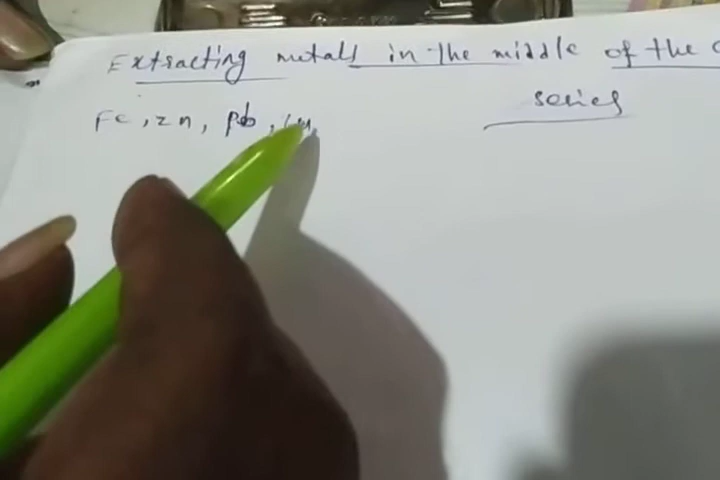 Extracting metals in the middle of the
series
Fe, zn, pb,